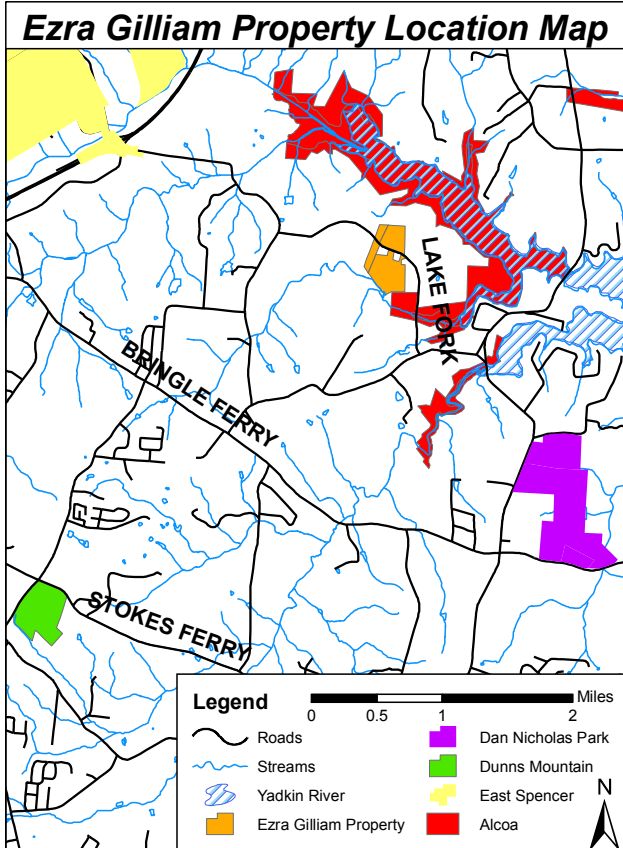 Ezra Gilliam Property Location Map
LAKE FORK
BRINGLE FERRY
STOKES FERRY
Legend
Miles
0 0.5 1 2
Roads
Streams
Yadkin River
Ezra Gilliam Property
Dan Nicholas Park
Dunns Mountain
East Spencer
Alcoa
N